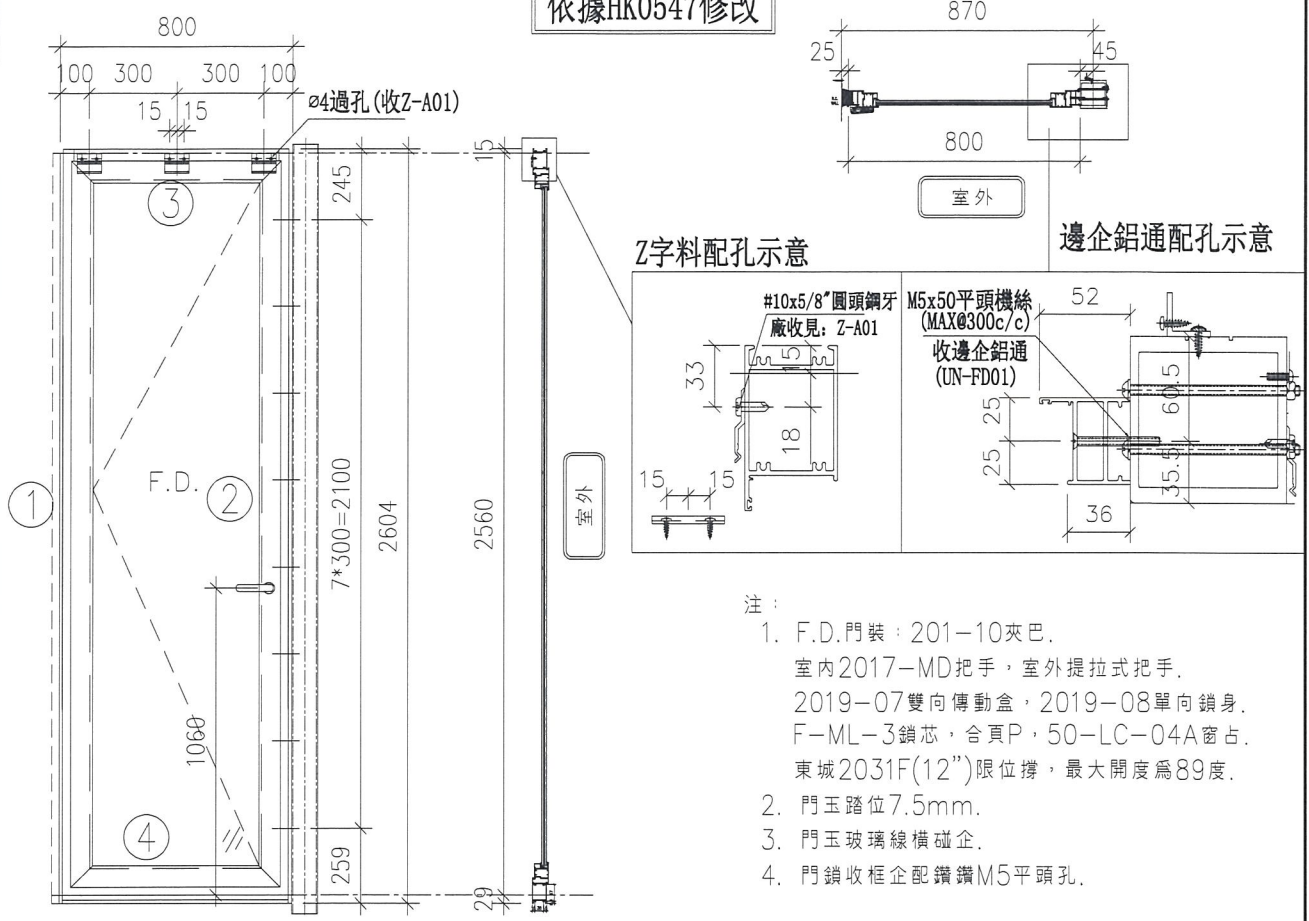 依據HK0547修改
800
100 300 300 100
15 15
ø4過孔(收Z-A01)
3
F.D.
1
2
4
1060
245
7*300=2100
259
2604
15
2560
29
室外
870
25
45
800
室外
Z字料配孔示意
#10x5/8"圓頭鋼牙
廠收見: Z-A01
33
15
18
15 15
邊企鋁通配孔示意
M5x50平頭機絲
(MAX@300c/c)
收邊企鋁通
(UN-FD01)
52
60.5
25
25
35.5
36
注:
1. F.D.門裝:201-10夾巴.
室內2017-MD把手,室外提拉式把手.
2019-07雙向傳動盒,2019-08單向鎖身.
F-ML-3鎖芯,合頁P,50-LC-04A窗占.
東城2031F(12")限位撐,最大開度為89度.
2. 門玉踏位7.5mm.
3. 門玉玻璃線橫碰企.
4. 門鎖收框企配鑽鑽M5平頭孔.